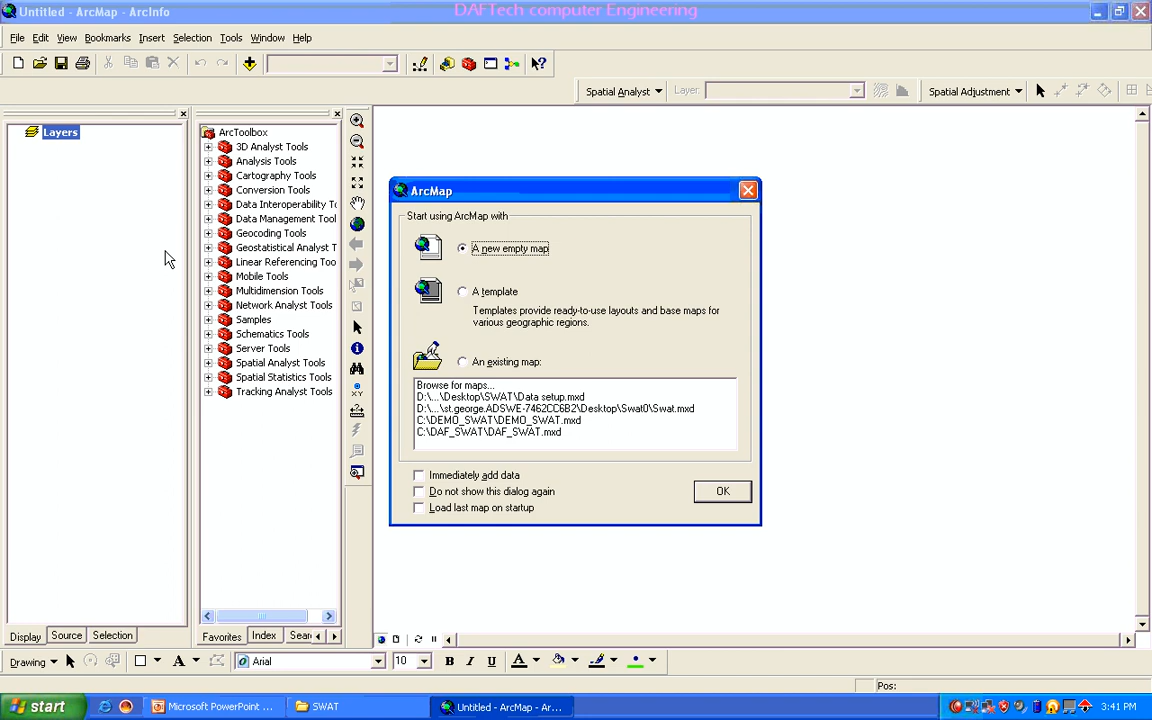 DAFTech computer Engineering
Untitled - ArcMap - ArcInfo
File Edit View Bookmarks Insert Selection Tools Window Help
Spatial Analyst Layer: Spatial Adjustment
Layers
ArcToolbox
3D Analyst Tools
Analysis Tools
Cartography Tools
Conversion Tools
Data Interoperability T
Data Management Tool
Geocoding Tools
Geostatistical Analyst T
Linear Referencing Too
Mobile Tools
Multidimension Tools
Network Analyst Tools
Samples
Schematics Tools
Server Tools
Spatial Analyst Tools
Spatial Statistics Tools
Tracking Analyst Tools
XY
ArcMap
Start using ArcMap with
A new empty map
A template
Templates provide ready-to-use layouts and base maps for
various geographic regions.
An existing map:
Browse for maps...
D:\...\Desktop\SWAT\Data setup.mxd
D:\...\st.george.ADSWE-7462CC6B2\Desktop\Swat0\Swat.mxd
C:\DEMO_SWAT\DEMO_SWAT.mxd
C:\DAF_SWAT\DAF_SWAT.mxd
Immediately add data
Do not show this dialog again
Load last map on startup
OK
Display Source Selection
Favorites Index Sear
Drawing A Arial 10 B I U A
Pos:
start Microsoft PowerPoint ... SWAT Untitled - ArcMap - Ar... 3:41 PM